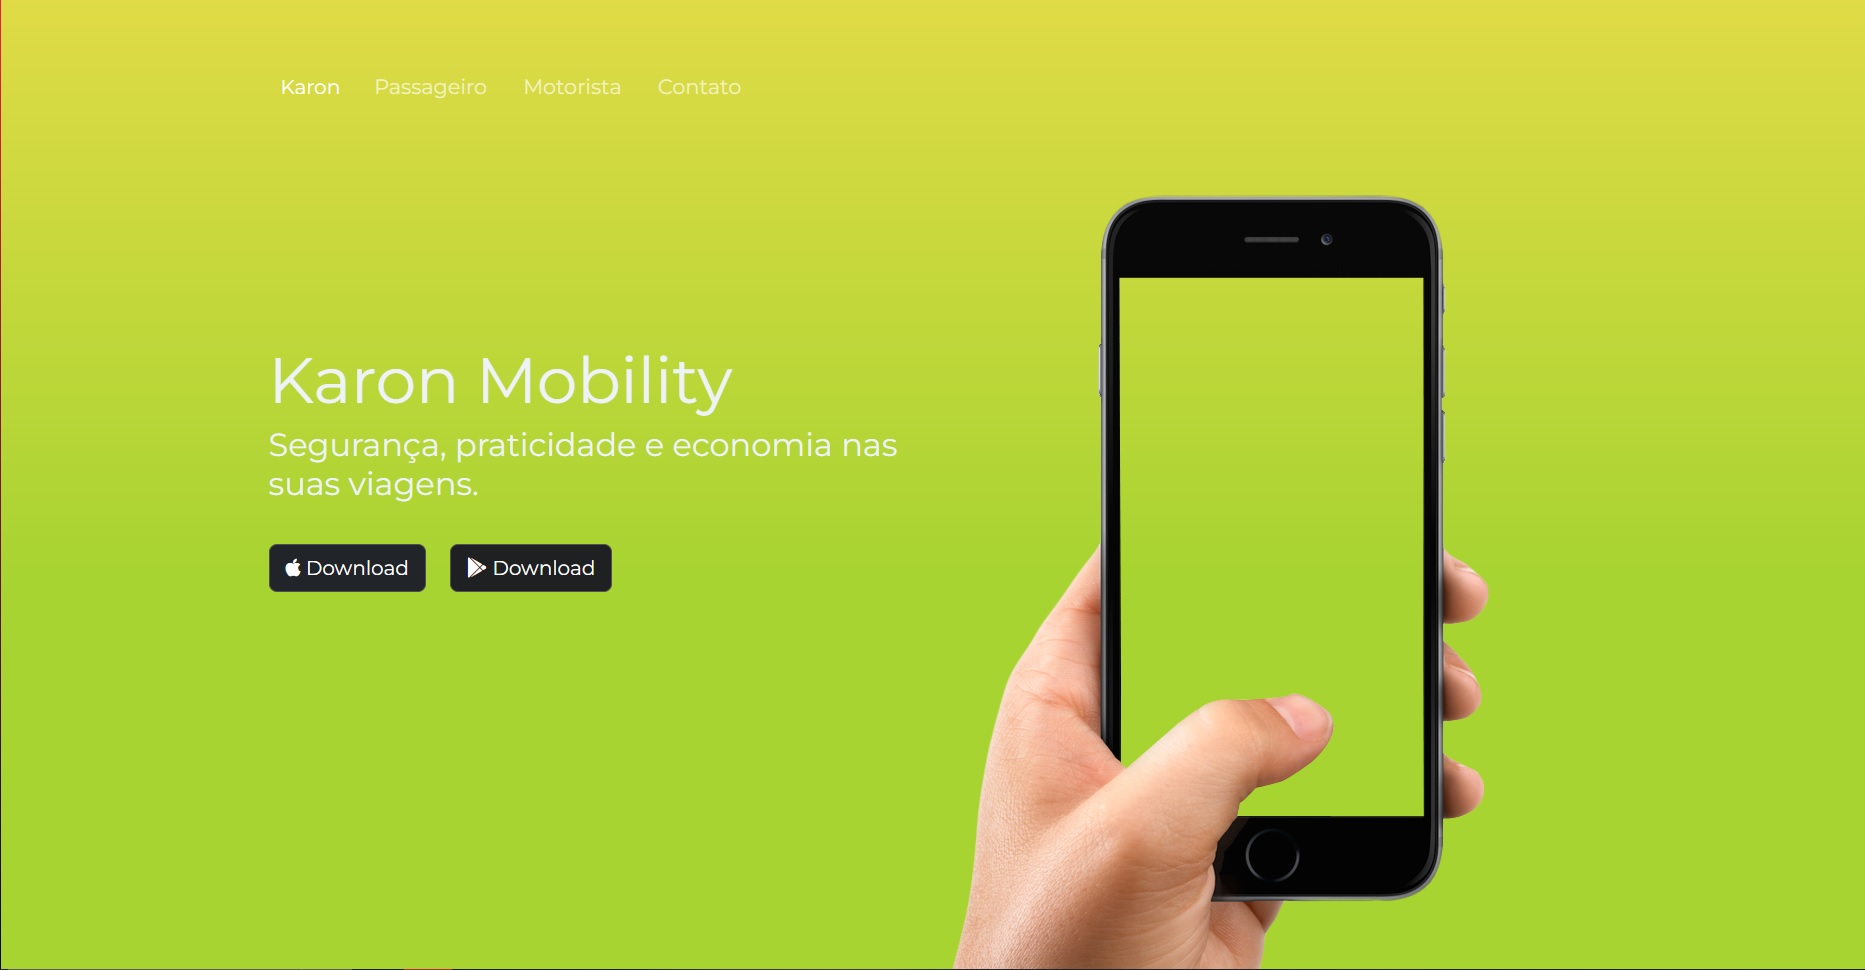 Karon Passageiro Motorista Contato
Karon Mobility
Segurança, praticidade e economia nas
suas viagens.
Download Download